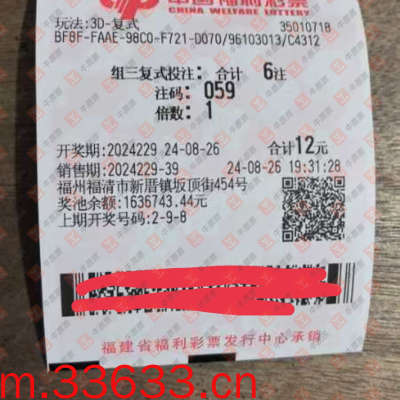 中国福利彩票
CHINA WELFARE LOTTERY
玩法:3D-复式 35010718
BF8F-FAAE-98C0-F721-D070/96103013/C4312
组三复式投注: 合计 6注
注码: 059
倍数: 1
开奖期:2024229 24-08-26 合计12元
销售期:2024229-39 24-08-26 19:31:28
福州福清市新厝镇坂顶街454号
奖池余额:1636743.44元
上期开奖号码:2-9-8
福建省福利彩票发行中心承销
m.33633.cn